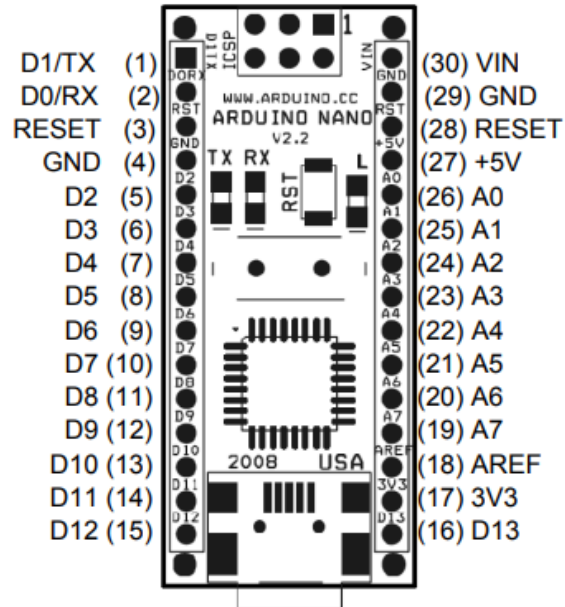 1
D1TX
ICSP
VIN
D1/TX (1)
(30) VIN
D0RX
GND
D0/RX (2)
WWW.ARDUINO.CC
(29) GND
RST
ARDUINO NANO
RST
RESET (3)
V2.2
(28) RESET
GND
+5V
GND (4)
TX RX
L
(27) +5V
D2
RST
A0
D2 (5)
(26) A0
D3
A1
D3 (6)
(25) A1
D4
A2
D4 (7)
(24) A2
D5
A3
D5 (8)
(23) A3
D6
A4
D6 (9)
(22) A4
D7
A5
D7 (10)
(21) A5
D8
A6
D8 (11)
(20) A6
D9
A7
D9 (12)
(19) A7
D10
2008 USA
AREF
D10 (13)
(18) AREF
D11
3V3
D11 (14)
(17) 3V3
D12
D13
D12 (15)
(16) D13